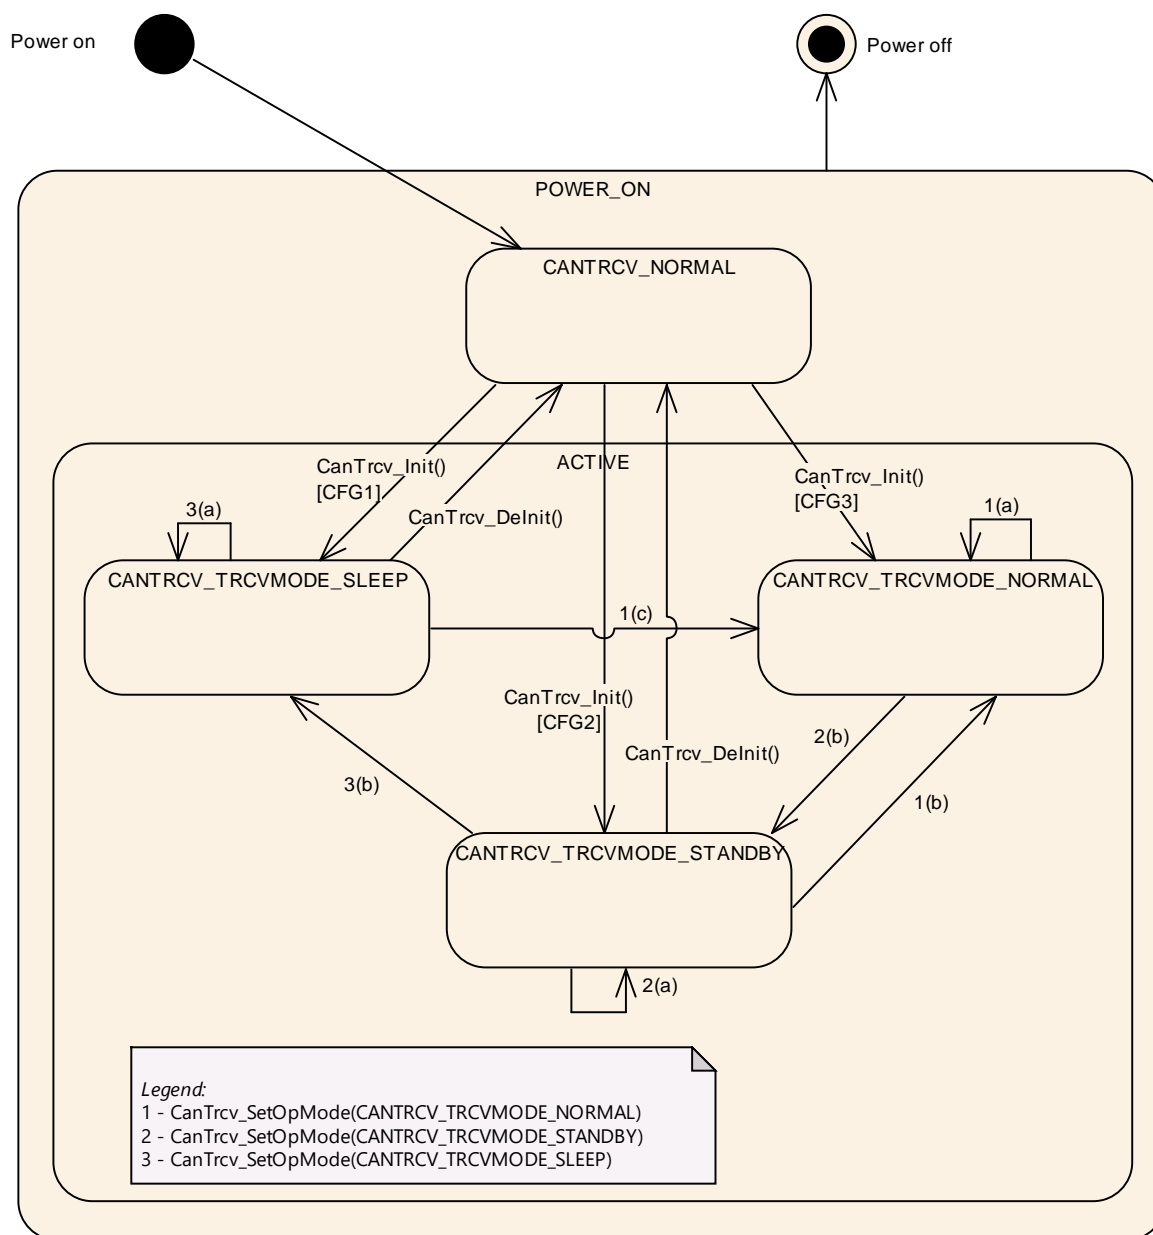 Power on
Power off
POWER_ON
CANTRCV_NORMAL
ACTIVE
CanTrcv_Init()
[CFG1]
CanTrcv_DeInit()
CanTrcv_Init()
[CFG3]
3(a)
1(a)
CANTRCV_TRCVMODE_SLEEP
CANTRCV_TRCVMODE_NORMAL
1(c)
CanTrcv_Init()
[CFG2]
CanTrcv_DeInit()
2(b)
3(b)
1(b)
CANTRCV_TRCVMODE_STANDBY
2(a)
Legend:
1 - CanTrcv_SetOpMode(CANTRCV_TRCVMODE_NORMAL)
2 - CanTrcv_SetOpMode(CANTRCV_TRCVMODE_STANDBY)
3 - CanTrcv_SetOpMode(CANTRCV_TRCVMODE_SLEEP)